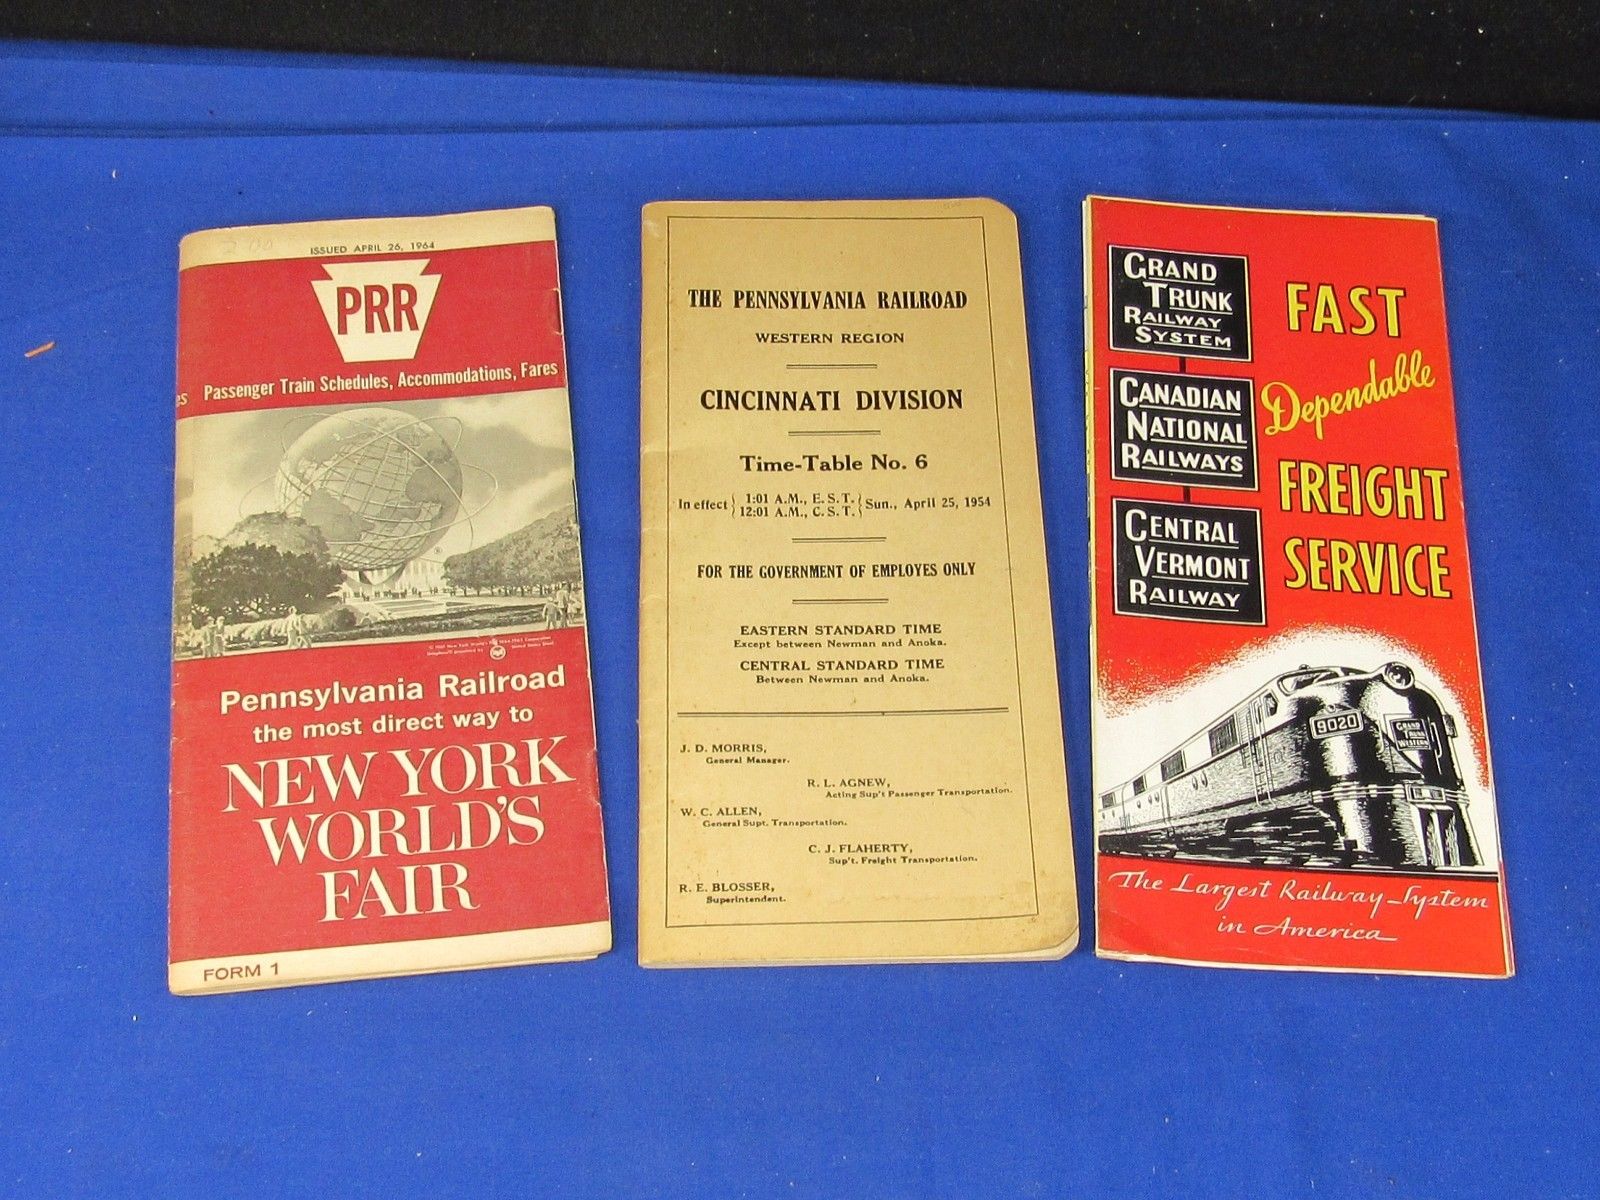 ISSUED APRIL 26, 1964
PRR
es Passenger Train Schedules, Accommodations, Fares
Pennsylvania Railroad
the most direct way to
NEW YORK
WORLD'S
FAIR
FORM 1
THE PENNSYLVANIA RAILROAD
WESTERN REGION
CINCINNATI DIVISION
Time-Table No. 6
In effect { 1:01 A.M., E. S. T. } Sun., April 25, 1954
12:01 A.M., C. S. T.
FOR THE GOVERNMENT OF EMPLOYES ONLY
EASTERN STANDARD TIME
Except between Newman and Anoka.
CENTRAL STANDARD TIME
Between Newman and Anoka.
J. D. MORRIS,
General Manager.
R. L. AGNEW,
Acting Sup't Passenger Transportation.
W. C. ALLEN,
General Supt. Transportation.
C. J. FLAHERTY,
Sup't. Freight Transportation.
R. E. BLOSSER,
Superintendent.
GRAND
TRUNK
RAILWAY
SYSTEM
CANADIAN
NATIONAL
RAILWAYS
CENTRAL
VERMONT
RAILWAY
FAST
Dependable
FREIGHT
SERVICE
9020
GRAND
TRUNK
WESTERN
The Largest Railway System
in America